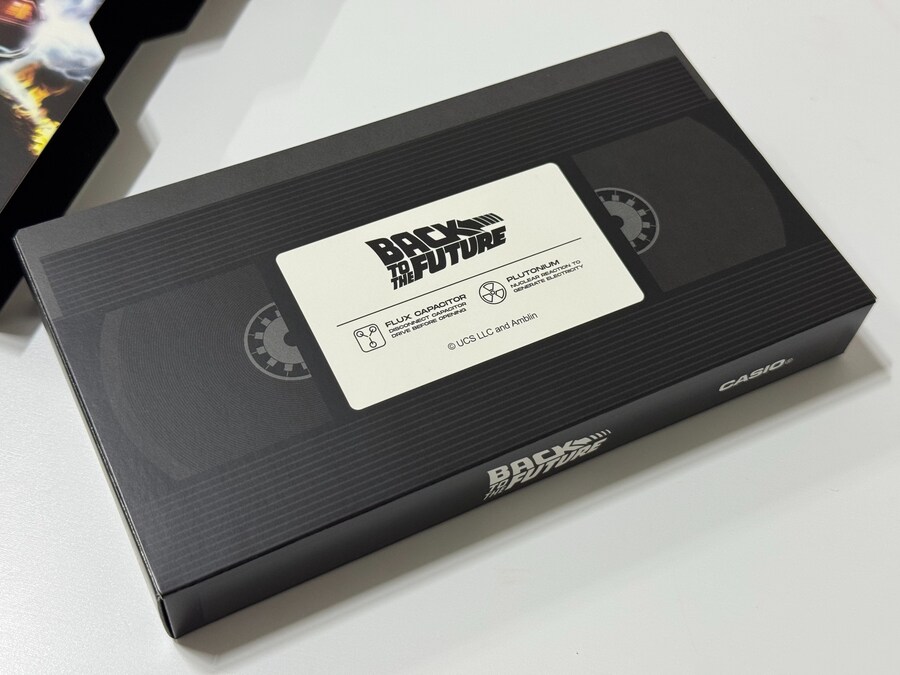 BACK
TO THE FUTURE
FLUX CAPACITOR
DISCONNECT CAPACITOR
DRIVE BEFORE OPENING
PLUTONIUM
NUCLEAR REACTION TO
GENERATE ELECTRICITY
© UCS LLC and Amblin
BACK
TO THE FUTURE
CASIO®